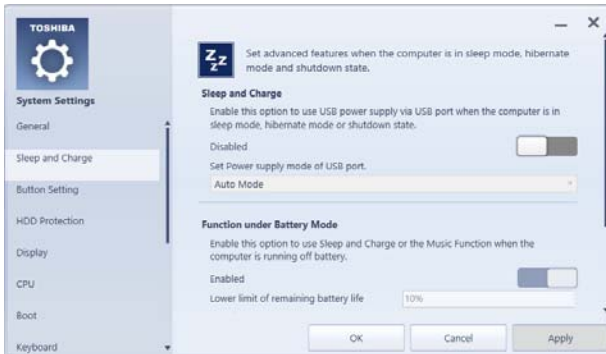 TOSHIBA
System Settings
General
Sleep and Charge
Button Setting
HDD Protection
Display
CPU
Boot
Keyboard
Set advanced features when the computer is in sleep mode, hibernate
mode and shutdown state.
Sleep and Charge
Enable this option to use USB power supply via USB port when the computer is in
sleep mode, hibernate mode or shutdown state.
Disabled
Set Power supply mode of USB port.
Auto Mode
Function under Battery Mode
Enable this option to use Sleep and Charge or the Music Function when the
computer is running off battery.
Enabled
Lower limit of remaining battery life 10%
OK Cancel Apply